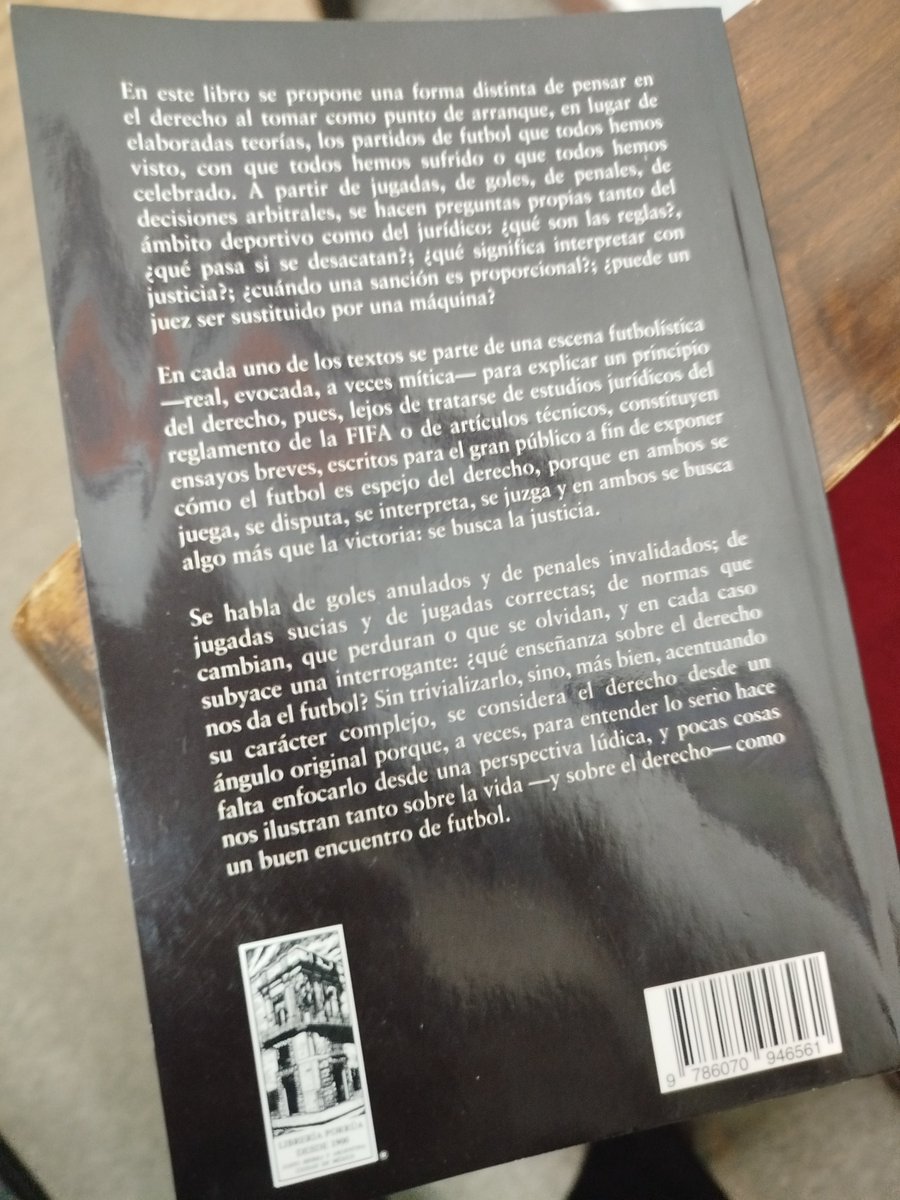 En este libro se propone una forma distinta de pensar en
el derecho al tomar como punto de arranque, en lugar de
elaboradas teorías, los partidos de futbol que todos hemos
visto, con que todos hemos sufrido o que todos hemos
celebrado. A partir de jugadas, de goles, de penales, de
decisiones arbitrales, se hacen preguntas propias tanto del
ámbito deportivo como del jurídico: ¿qué son las reglas?,
¿qué pasa si se desacatan?; ¿qué significa interpretar con
justicia?; ¿cuándo una sanción es proporcional?; ¿puede un
juez ser sustituido por una máquina?
En cada uno de los textos se parte de una escena futbolística
—real, evocada, a veces mítica— para explicar un principio
del derecho, pues, lejos de tratarse de estudios jurídicos del
reglamento de la FIFA o de artículos técnicos, constituyen
ensayos breves, escritos para el gran público a fin de exponer
cómo el futbol es espejo del derecho, porque en ambos se
juega, se disputa, se interpreta, se juzga y en ambos se busca
algo más que la victoria: se busca la justicia.
Se habla de goles anulados y de penales invalidados; de
jugadas sucias y de jugadas correctas; de normas que
cambian, que perduran o que se olvidan, y en cada caso
subyace una interrogante: ¿qué enseñanza sobre el derecho
nos da el futbol? Sin trivializarlo, sino, más bien, acentuando
su carácter complejo, se considera el derecho desde un
ángulo original porque, a veces, para entender lo serio hace
falta enfocarlo desde una perspectiva lúdica, y pocas cosas
nos ilustran tanto sobre la vida —y sobre el derecho— como
un buen encuentro de futbol.
LIBRERÍA PORRÚA
DESDE 1900
9 786070 946561